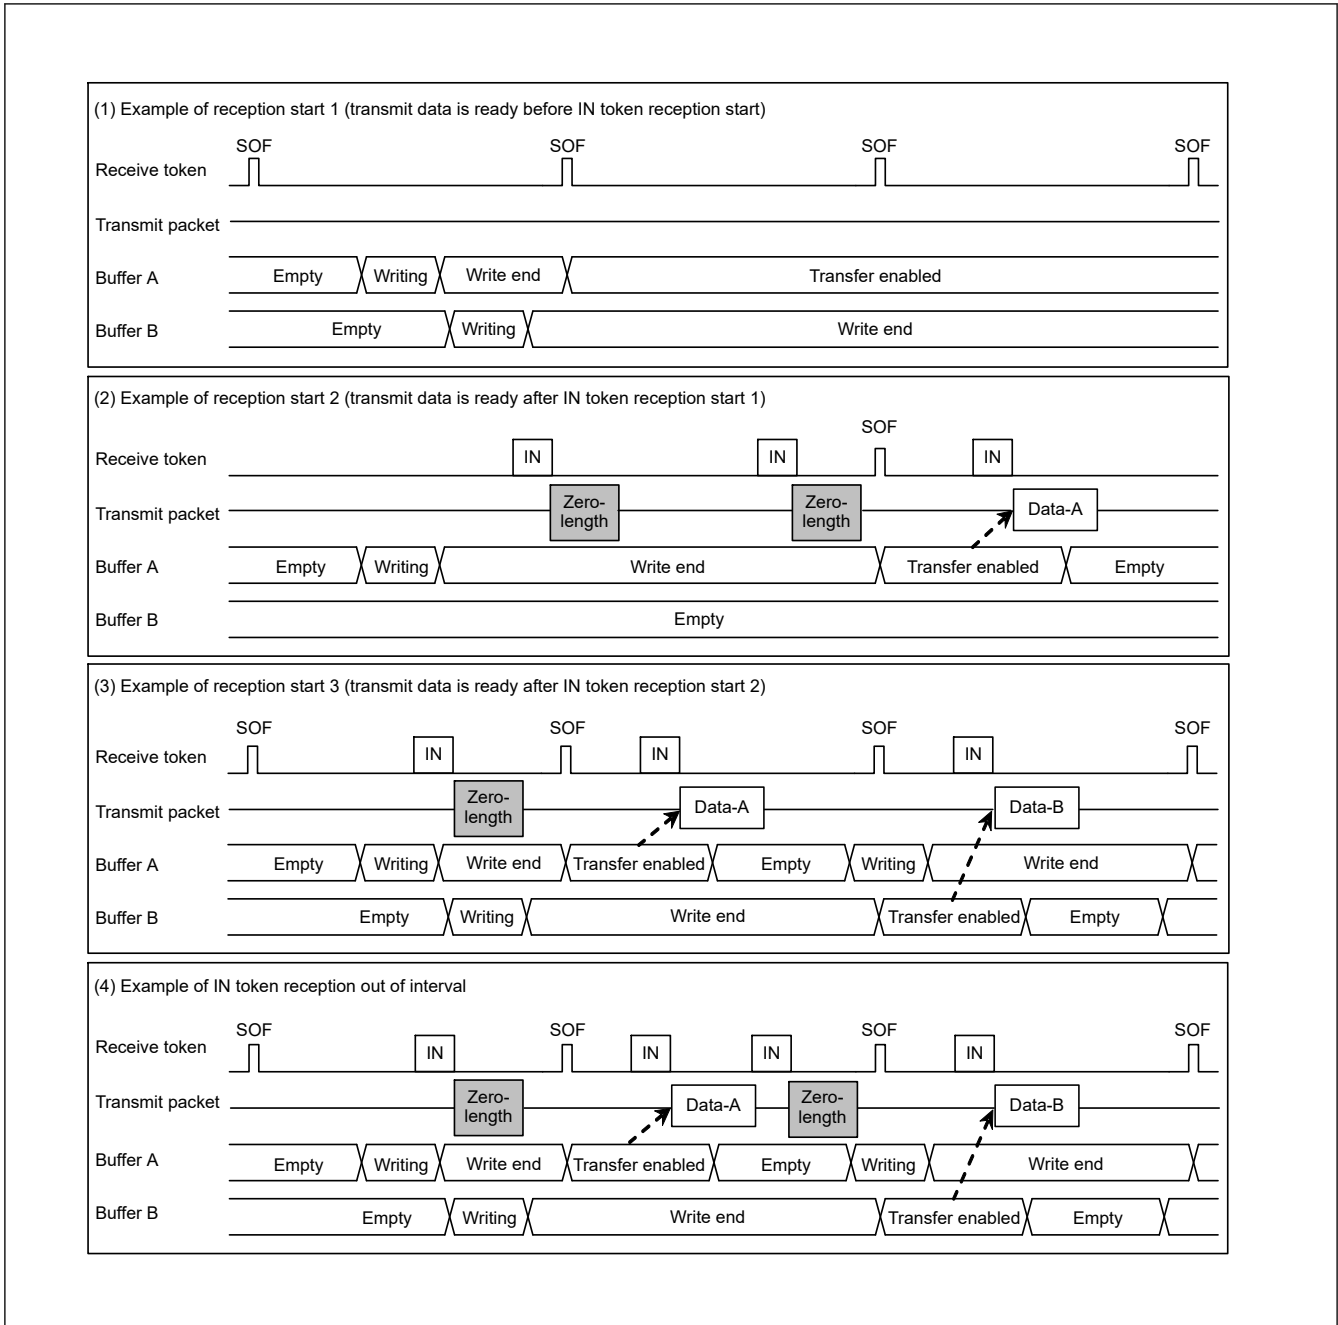 (1) Example of reception start 1 (transmit data is ready before IN token reception start)
SOF SOF SOF SOF
Receive token
Transmit packet
Buffer A Empty Writing Write end Transfer enabled
Buffer B Empty Writing Write end
(2) Example of reception start 2 (transmit data is ready after IN token reception start 1)
SOF
Receive token IN IN IN
Transmit packet Zero- Zero- Data-A
length length
Buffer A Empty Writing Write end Transfer enabled Empty
Buffer B Empty
(3) Example of reception start 3 (transmit data is ready after IN token reception start 2)
SOF SOF SOF SOF
Receive token IN IN IN
Transmit packet Zero- Data-A Data-B
length
Buffer A Empty Writing Write end Transfer enabled Empty Writing Write end
Buffer B Empty Writing Write end Transfer enabled Empty
(4) Example of IN token reception out of interval
SOF SOF SOF SOF
Receive token IN IN IN IN
Transmit packet Zero- Data-A Zero- Data-B
length length
Buffer A Empty Writing Write end Transfer enabled Empty Writing Write end
Buffer B Empty Writing Write end Transfer enabled Empty